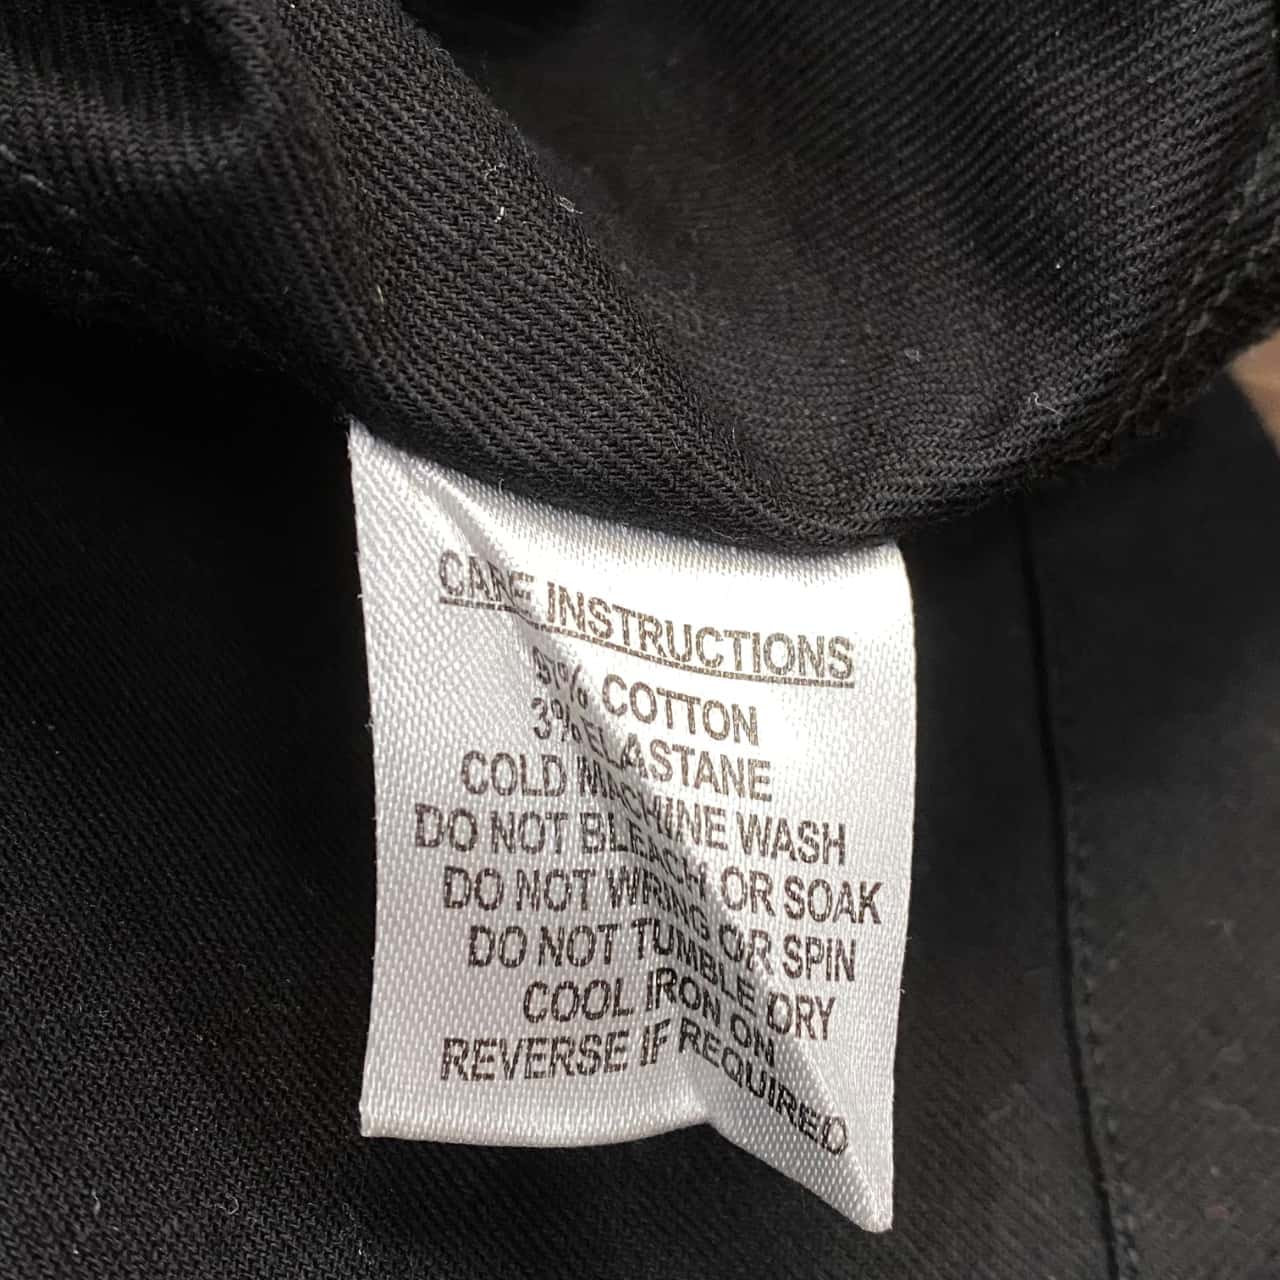 CARE INSTRUCTIONS
97% COTTON
3% ELASTANE
COLD MACHINE WASH
DO NOT BLEACH OR SOAK
DO NOT WRING OR SPIN
DO NOT TUMBLE DRY
COOL IRON ON
REVERSE IF REQUIRED